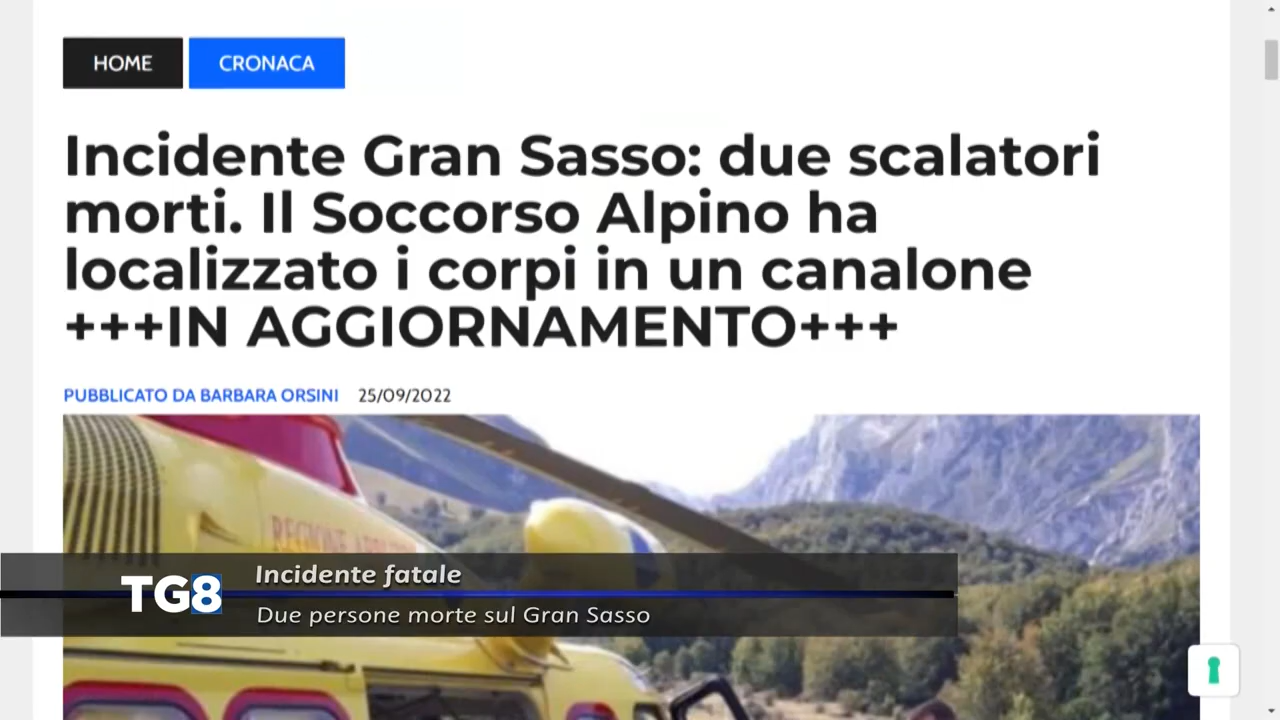 HOME
CRONACA
Incidente Gran Sasso: due scalatori
morti. Il Soccorso Alpino ha
localizzato i corpi in un canalone
+++IN AGGIORNAMENTO+++
PUBBLICATO DA BARBARA ORSINI 25/09/2022
REGIONE
TG8
Incidente fatale
Due persone morte sul Gran Sasso